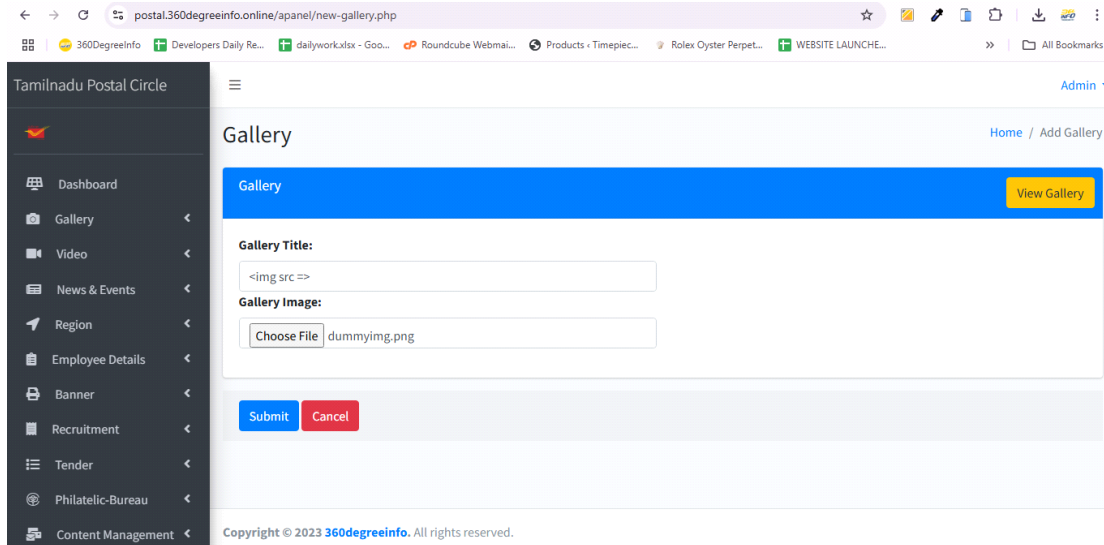 postal.360degreeinfo.online/apanel/new-gallery.php
360DegreeInfo Developers Daily Re... dailywork.xlsx - Goo... Roundcube Webmai... Products ‹ Timepiec... Rolex Oyster Perpet... WEBSITE LAUNCHE... » All Bookmarks
Tamilnadu Postal Circle
Admin
Gallery
Home / Add Gallery
Dashboard
Gallery
Video
News & Events
Region
Employee Details
Banner
Recruitment
Tender
Philatelic-Bureau
Content Management
Gallery
View Gallery
Gallery Title:
<img src =>
Gallery Image:
Choose File dummyimg.png
Submit Cancel
Copyright © 2023 360degreeinfo. All rights reserved.